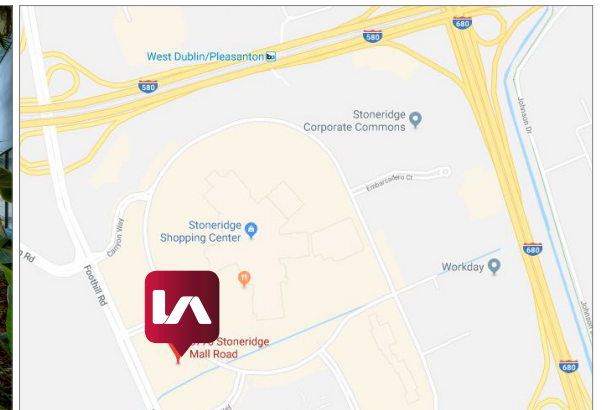 680
580
West Dublin/Pleasanton
580
Stoneridge
Corporate Commons
Johnson Dr
Embarcadero Ct
Canyon Way
Stoneridge
Shopping Center
680
Rd
Foothill Rd
Workday
Stoneridge
Mall Road
680